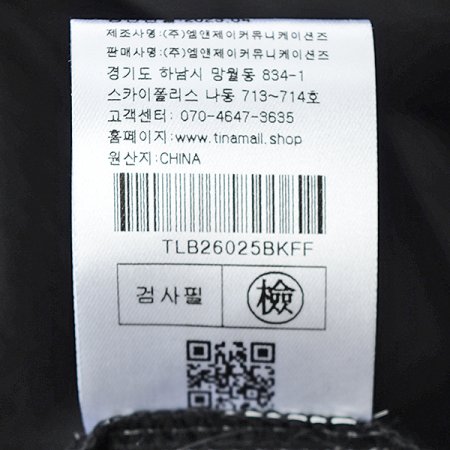 제조사명:(주)엠앤제이커뮤니케이션즈
판매사명:(주)엠앤제이커뮤니케이션즈
경기도 하남시 망월동 834-1
스카이폴리스 나동 713~714호
고객센터: 070-4647-3635
홈페이지:www.tinamall.shop
원산지:CHINA
TLB26025BKFF
검사필 檢